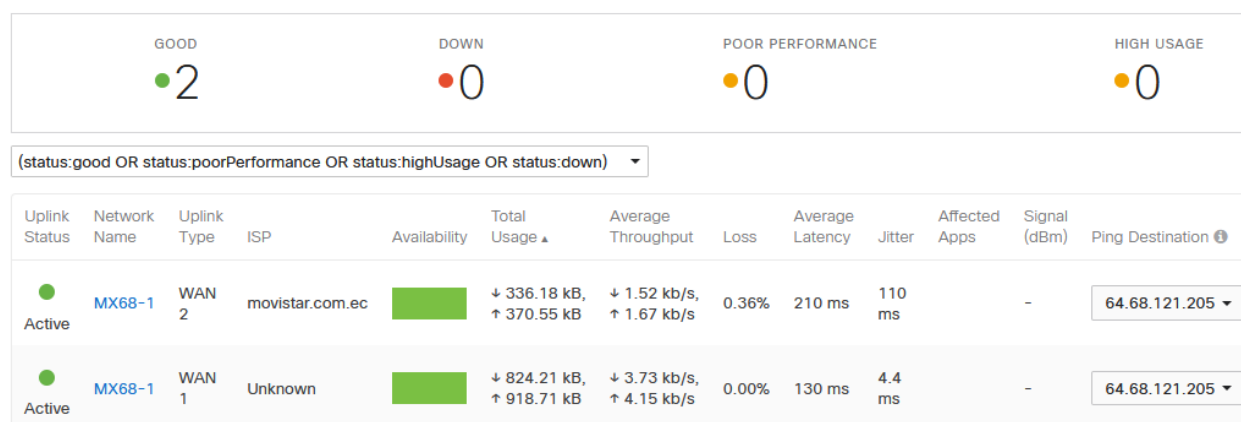 GOOD DOWN POOR PERFORMANCE HIGH USAGE
2 0 0 0
(status:good OR status:poorPerformance OR status:highUsage OR status:down)
Uplink Network Uplink Total Average Average Affected Signal
Status Name Type ISP Availability Usage ▴ Throughput Loss Latency Jitter Apps (dBm) Ping Destination
WAN ↓ 336.18 kB, ↓ 1.52 kb/s, 110
MX68-1 movistar.com.ec 0.36% 210 ms - 64.68.121.205
Active 2 ↑ 370.55 kB ↑ 1.67 kb/s ms
WAN ↓ 824.21 kB, ↓ 3.73 kb/s, 4.4
MX68-1 Unknown 0.00% 130 ms - 64.68.121.205
Active 1 ↑ 918.71 kB ↑ 4.15 kb/s ms